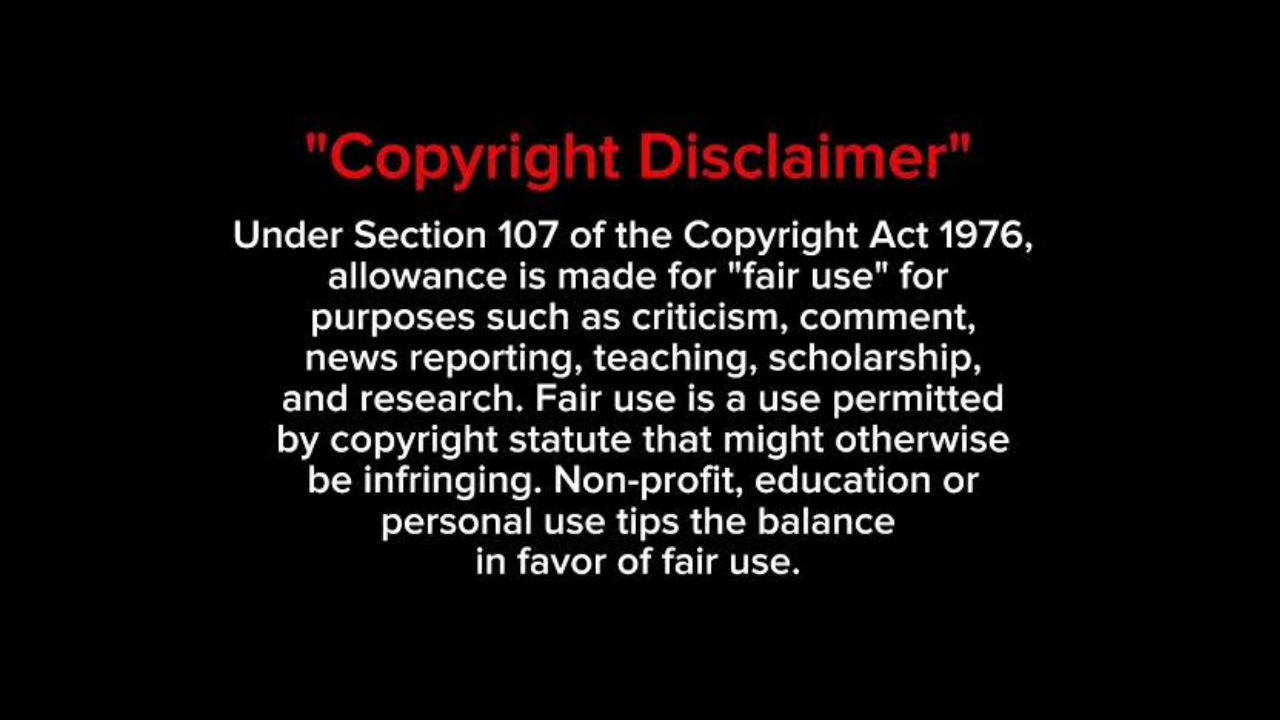 "Copyright Disclaimer"
Under Section 107 of the Copyright Act 1976,
allowance is made for "fair use" for
purposes such as criticism, comment,
news reporting, teaching, scholarship,
and research. Fair use is a use permitted
by copyright statute that might otherwise
be infringing. Non-profit, education or
personal use tips the balance
in favor of fair use.